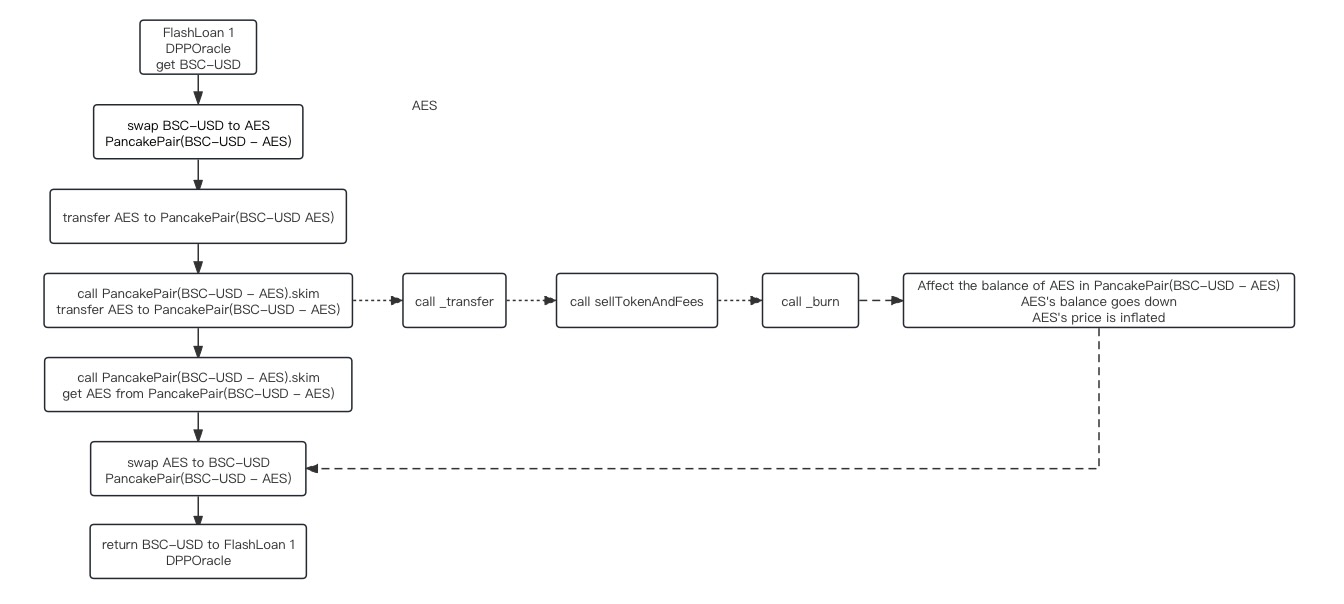 FlashLoan 1
DPPOracle
get BSC-USD
AES
swap BSC-USD to AES
PancakePair(BSC-USD - AES)
transfer AES to PancakePair(BSC-USD AES)
call PancakePair(BSC-USD - AES).skim
transfer AES to PancakePair(BSC-USD - AES)
call _transfer
call sellTokenAndFees
call _burn
Affect the balance of AES in PancakePair(BSC-USD - AES)
AES's balance goes down
AES's price is inflated
call PancakePair(BSC-USD - AES).skim
get AES from PancakePair(BSC-USD - AES)
swap AES to BSC-USD
PancakePair(BSC-USD - AES)
return BSC-USD to FlashLoan 1
DPPOracle